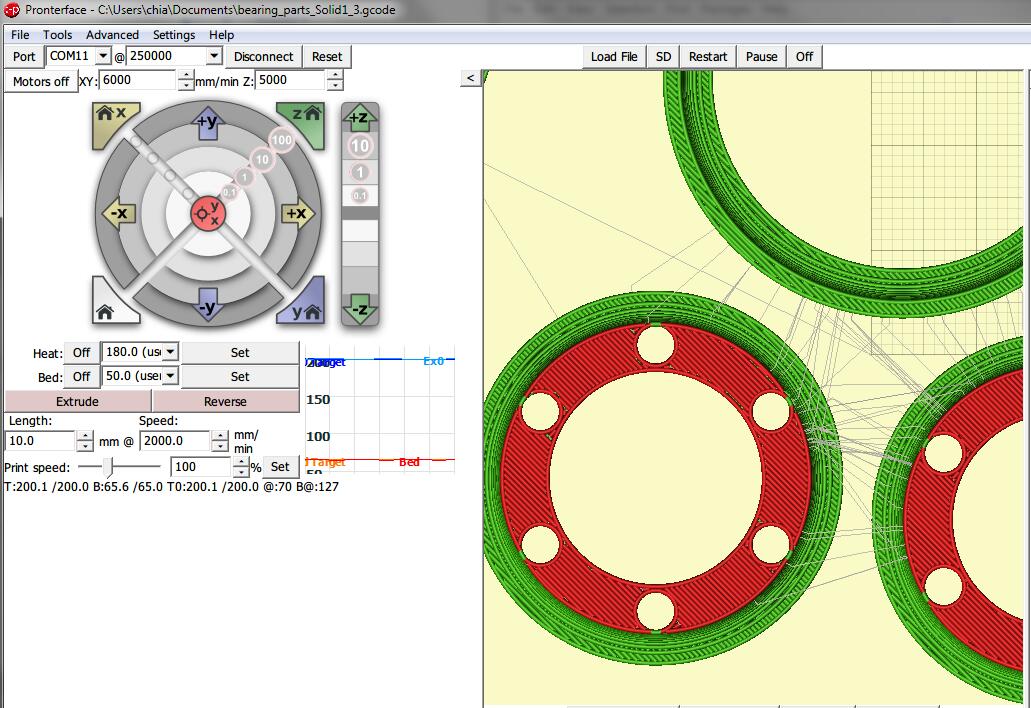 Pronterface - C:\Users\chia\Documents\bearing_parts_Solid1_3.gcode
File Tools Advanced Settings Help
Port COM11 @ 250000 Disconnect Reset Load File SD Restart Pause Off
Motors off XY: 6000 mm/min Z: 5000 <
x +y z +z
100 10
10 1
1 0.1
0.1
-x y x +x
-y y -z
Heat: Off 180.0 (use Set Target Ex0
Bed: Off 50.0 (use Set
Extrude Reverse 150
Length: Speed:
10.0 mm @ 2000.0 mm/ min 100
Print speed: 100 % Set Target Bed
T:200.1 /200.0 B:65.6 /65.0 T0:200.1 /200.0 @:70 B@:127